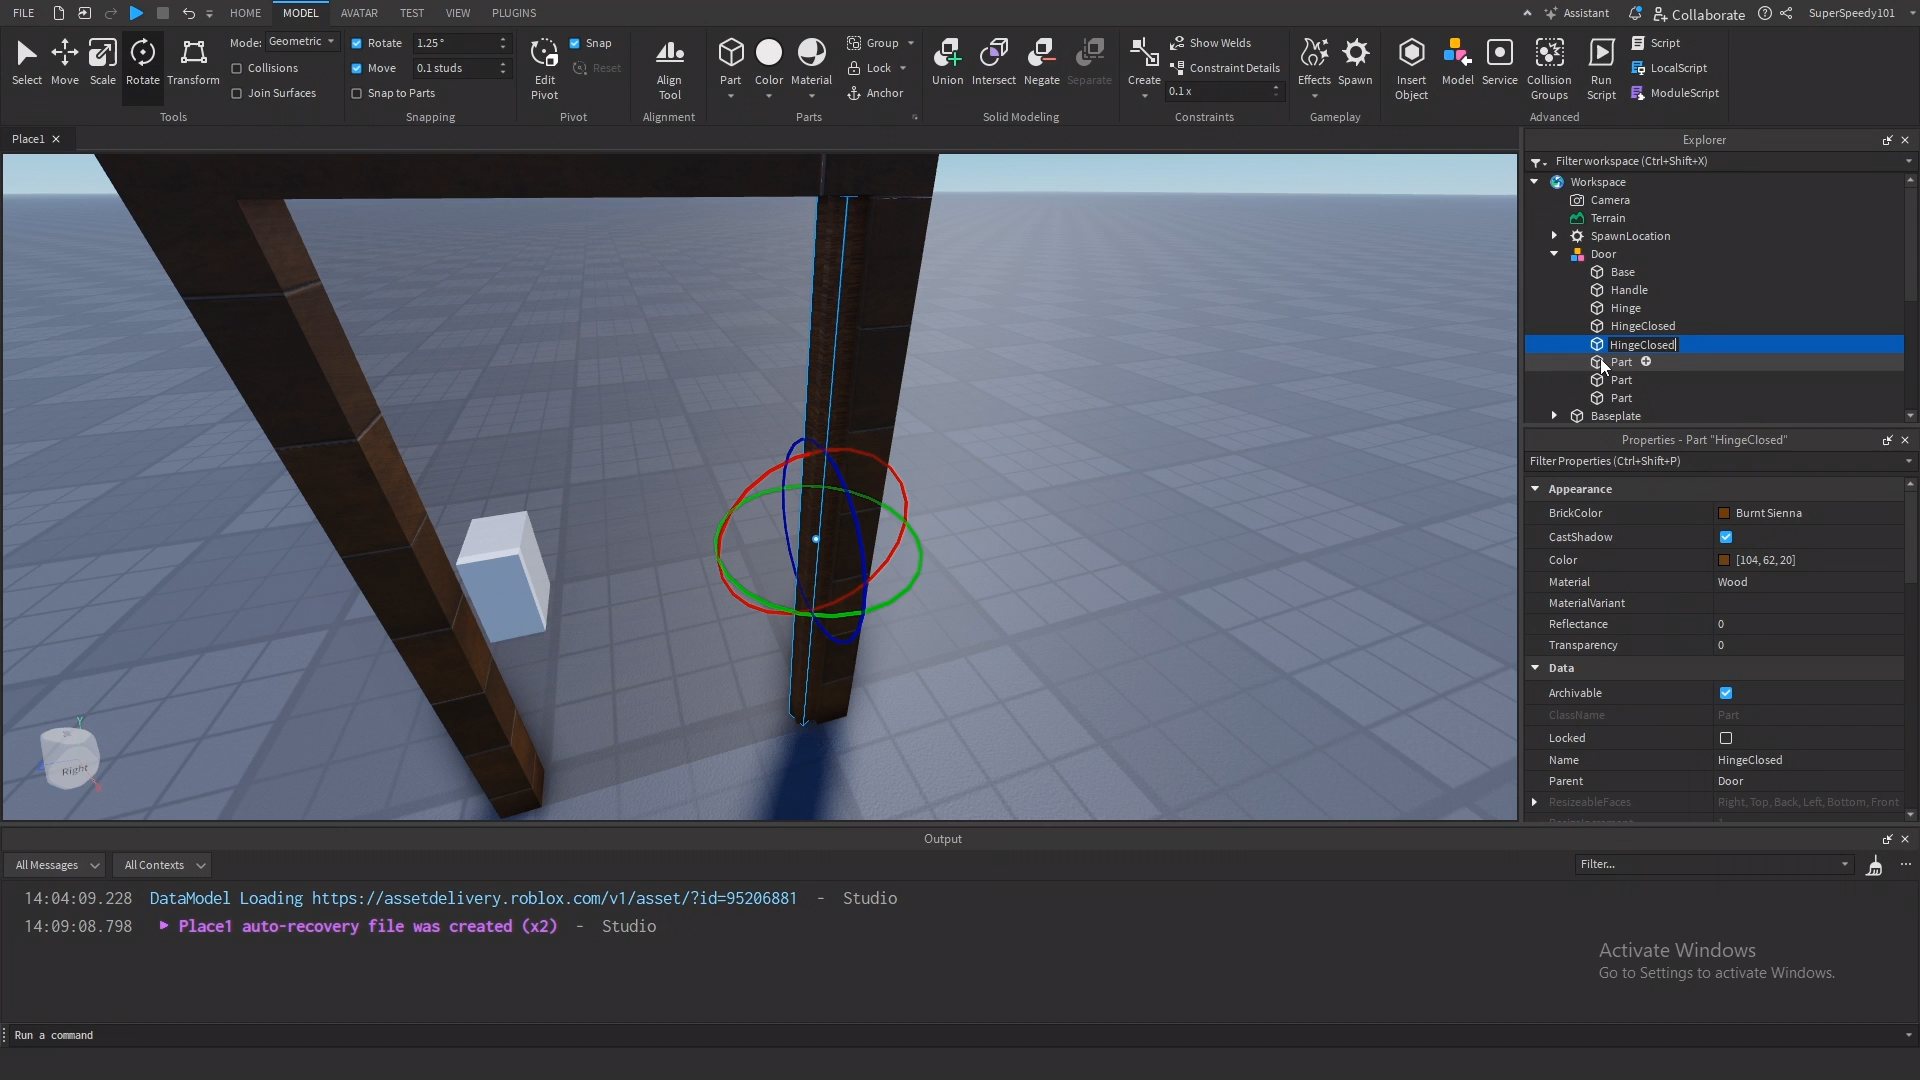 FILE HOME MODEL AVATAR TEST VIEW PLUGINS Assistant Collaborate SuperSpeedy101
Select Move Scale Rotate Transform
Mode: Geometric
Collisions
Join Surfaces
Tools
Rotate 1.25°
Move 0.1 studs
Snap to Parts
Snapping
Edit Pivot
Snap
Reset
Pivot
Align Tool
Alignment
Part Color Material
Group
Lock
Anchor
Parts
Union Intersect Negate Separate
Solid Modeling
Create
Show Welds
Constraint Details
0.1 x
Constraints
Effects Spawn
Gameplay
Insert Object
Model
Service
Collision Groups
Run Script
Script
LocalScript
ModuleScript
Advanced
Place1
Explorer
Filter workspace (Ctrl+Shift+X)
Workspace
Camera
Terrain
SpawnLocation
Door
Base
Handle
Hinge
HingeClosed
HingeClosed
Part
Part
Part
Baseplate
Properties - Part "HingeClosed"
Filter Properties (Ctrl+Shift+P)
Appearance
BrickColor Burnt Sienna
CastShadow
Color [104, 62, 20]
Material Wood
MaterialVariant
Reflectance 0
Transparency 0
Data
Archivable
ClassName Part
Locked
Name HingeClosed
Parent Door
ResizeableFaces Right, Top, Back, Left, Bottom, Front
Y
Right
Output
All Messages All Contexts Filter...
14:04:09.228 DataModel Loading https://assetdelivery.roblox.com/v1/asset/?id=95206881 - Studio
14:09:08.798 Place1 auto-recovery file was created (x2) - Studio
Activate Windows
Go to Settings to activate Windows.
Run a command